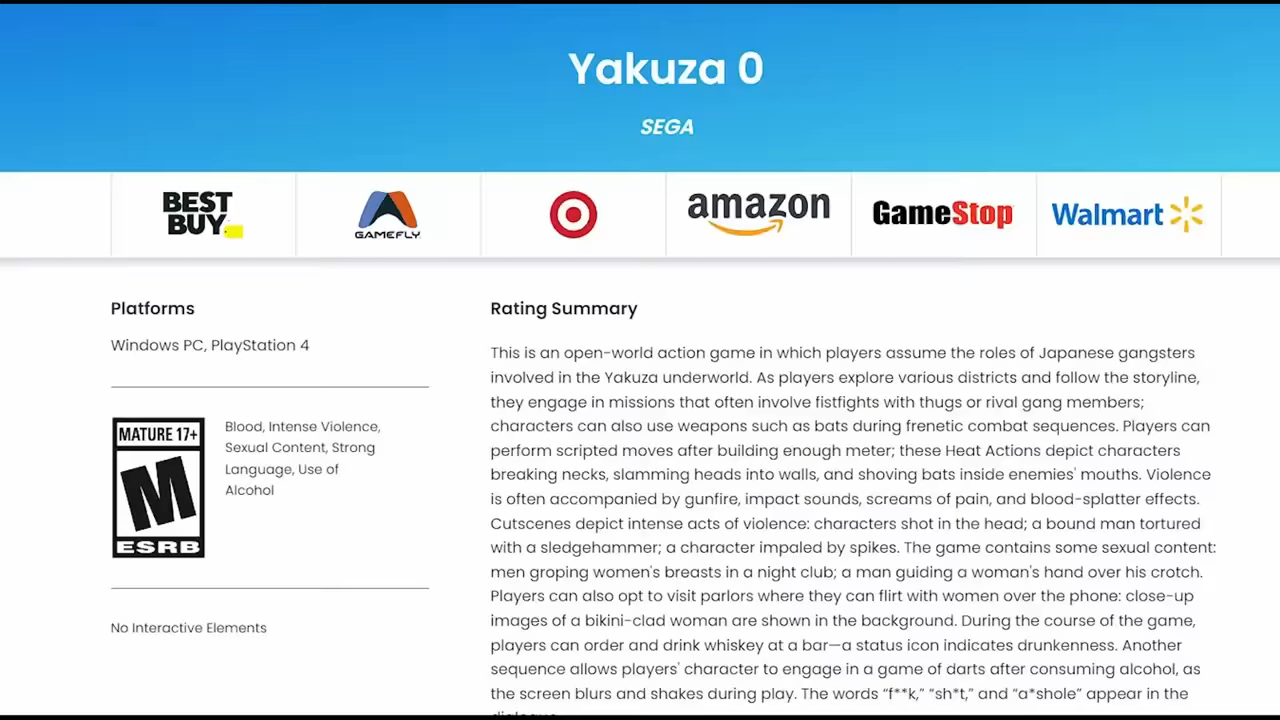 Yakuza 0
SEGA
BEST BUY
GAMEFLY
amazon
GameStop
Walmart
Platforms
Windows PC, PlayStation 4
MATURE 17+
M
ESRB
Blood, Intense Violence,
Sexual Content, Strong
Language, Use of
Alcohol
No Interactive Elements
Rating Summary
This is an open-world action game in which players assume the roles of Japanese gangsters
involved in the Yakuza underworld. As players explore various districts and follow the storyline,
they engage in missions that often involve fistfights with thugs or rival gang members;
characters can also use weapons such as bats during frenetic combat sequences. Players can
perform scripted moves after building enough meter; these Heat Actions depict characters
breaking necks, slamming heads into walls, and shoving bats inside enemies' mouths. Violence
is often accompanied by gunfire, impact sounds, screams of pain, and blood-splatter effects.
Cutscenes depict intense acts of violence: characters shot in the head; a bound man tortured
with a sledgehammer; a character impaled by spikes. The game contains some sexual content:
men groping women's breasts in a night club; a man guiding a woman's hand over his crotch.
Players can also opt to visit parlors where they can flirt with women over the phone: close-up
images of a bikini-clad woman are shown in the background. During the course of the game,
players can order and drink whiskey at a bar—a status icon indicates drunkenness. Another
sequence allows players' character to engage in a game of darts after consuming alcohol, as
the screen blurs and shakes during play. The words “f**k,” “sh*t,” and “a*shole” appear in the